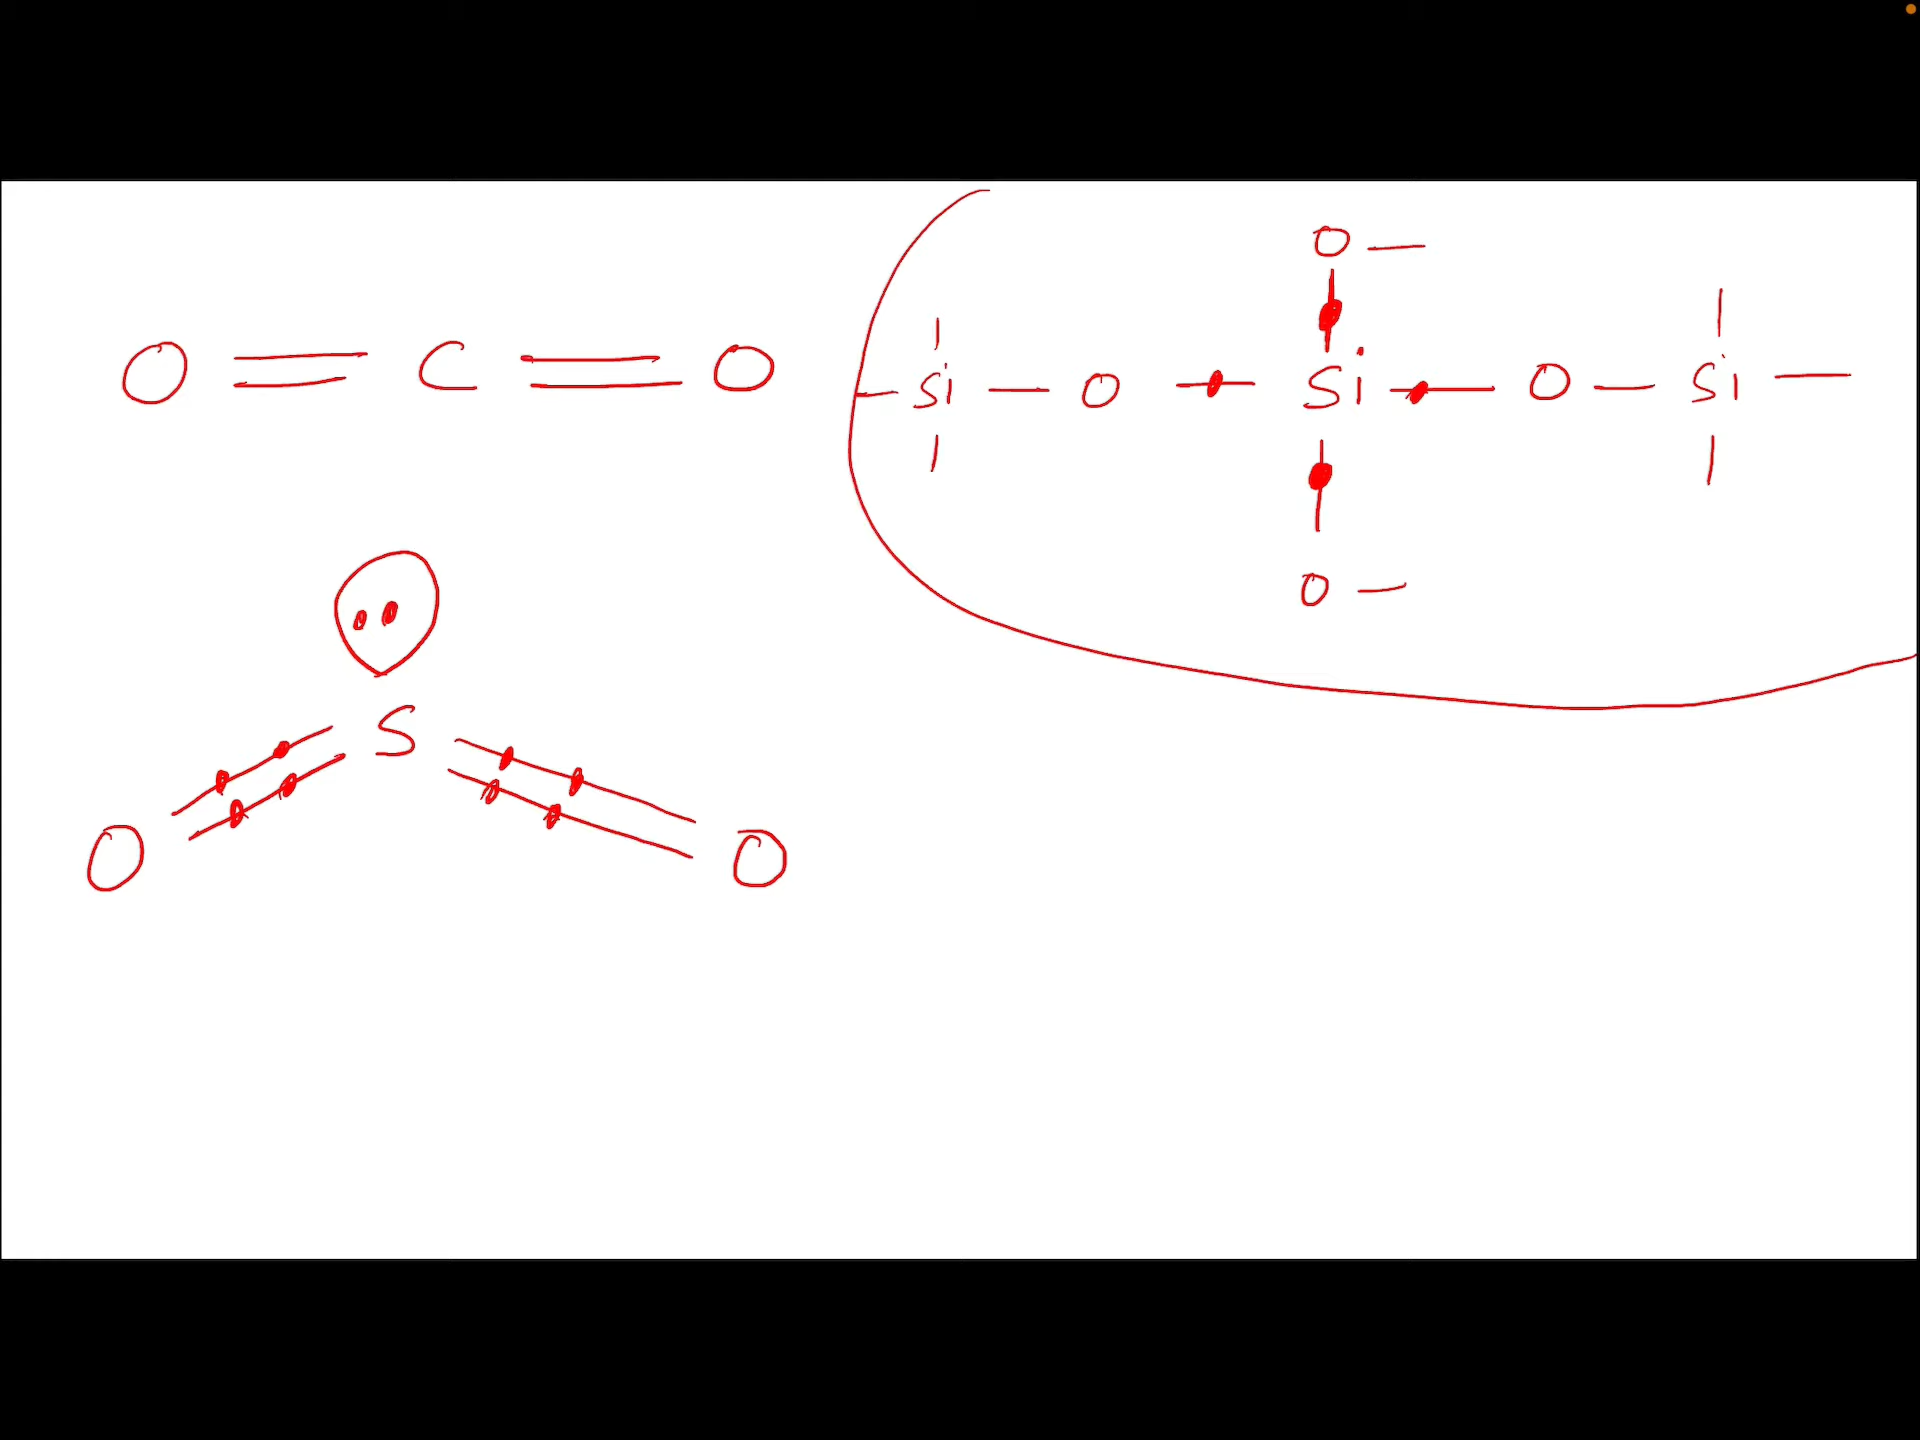 O = C = O
O —
— Si — O — Si — O — Si —
O —
S
O O